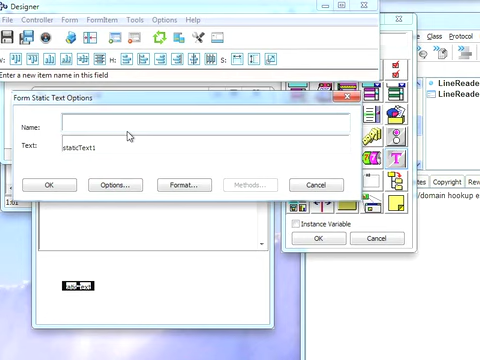 Designer
File Controller Form FormItem Tools Options Help
Enter a new item name in this field
Form Static Text Options
Name:
Text: staticText1
OK Options... Format... Methods... Cancel
Instance Variable
OK Cancel
Class Protocol
LineReade
LineReade
tocols Copyright Rew
/domain hookup e